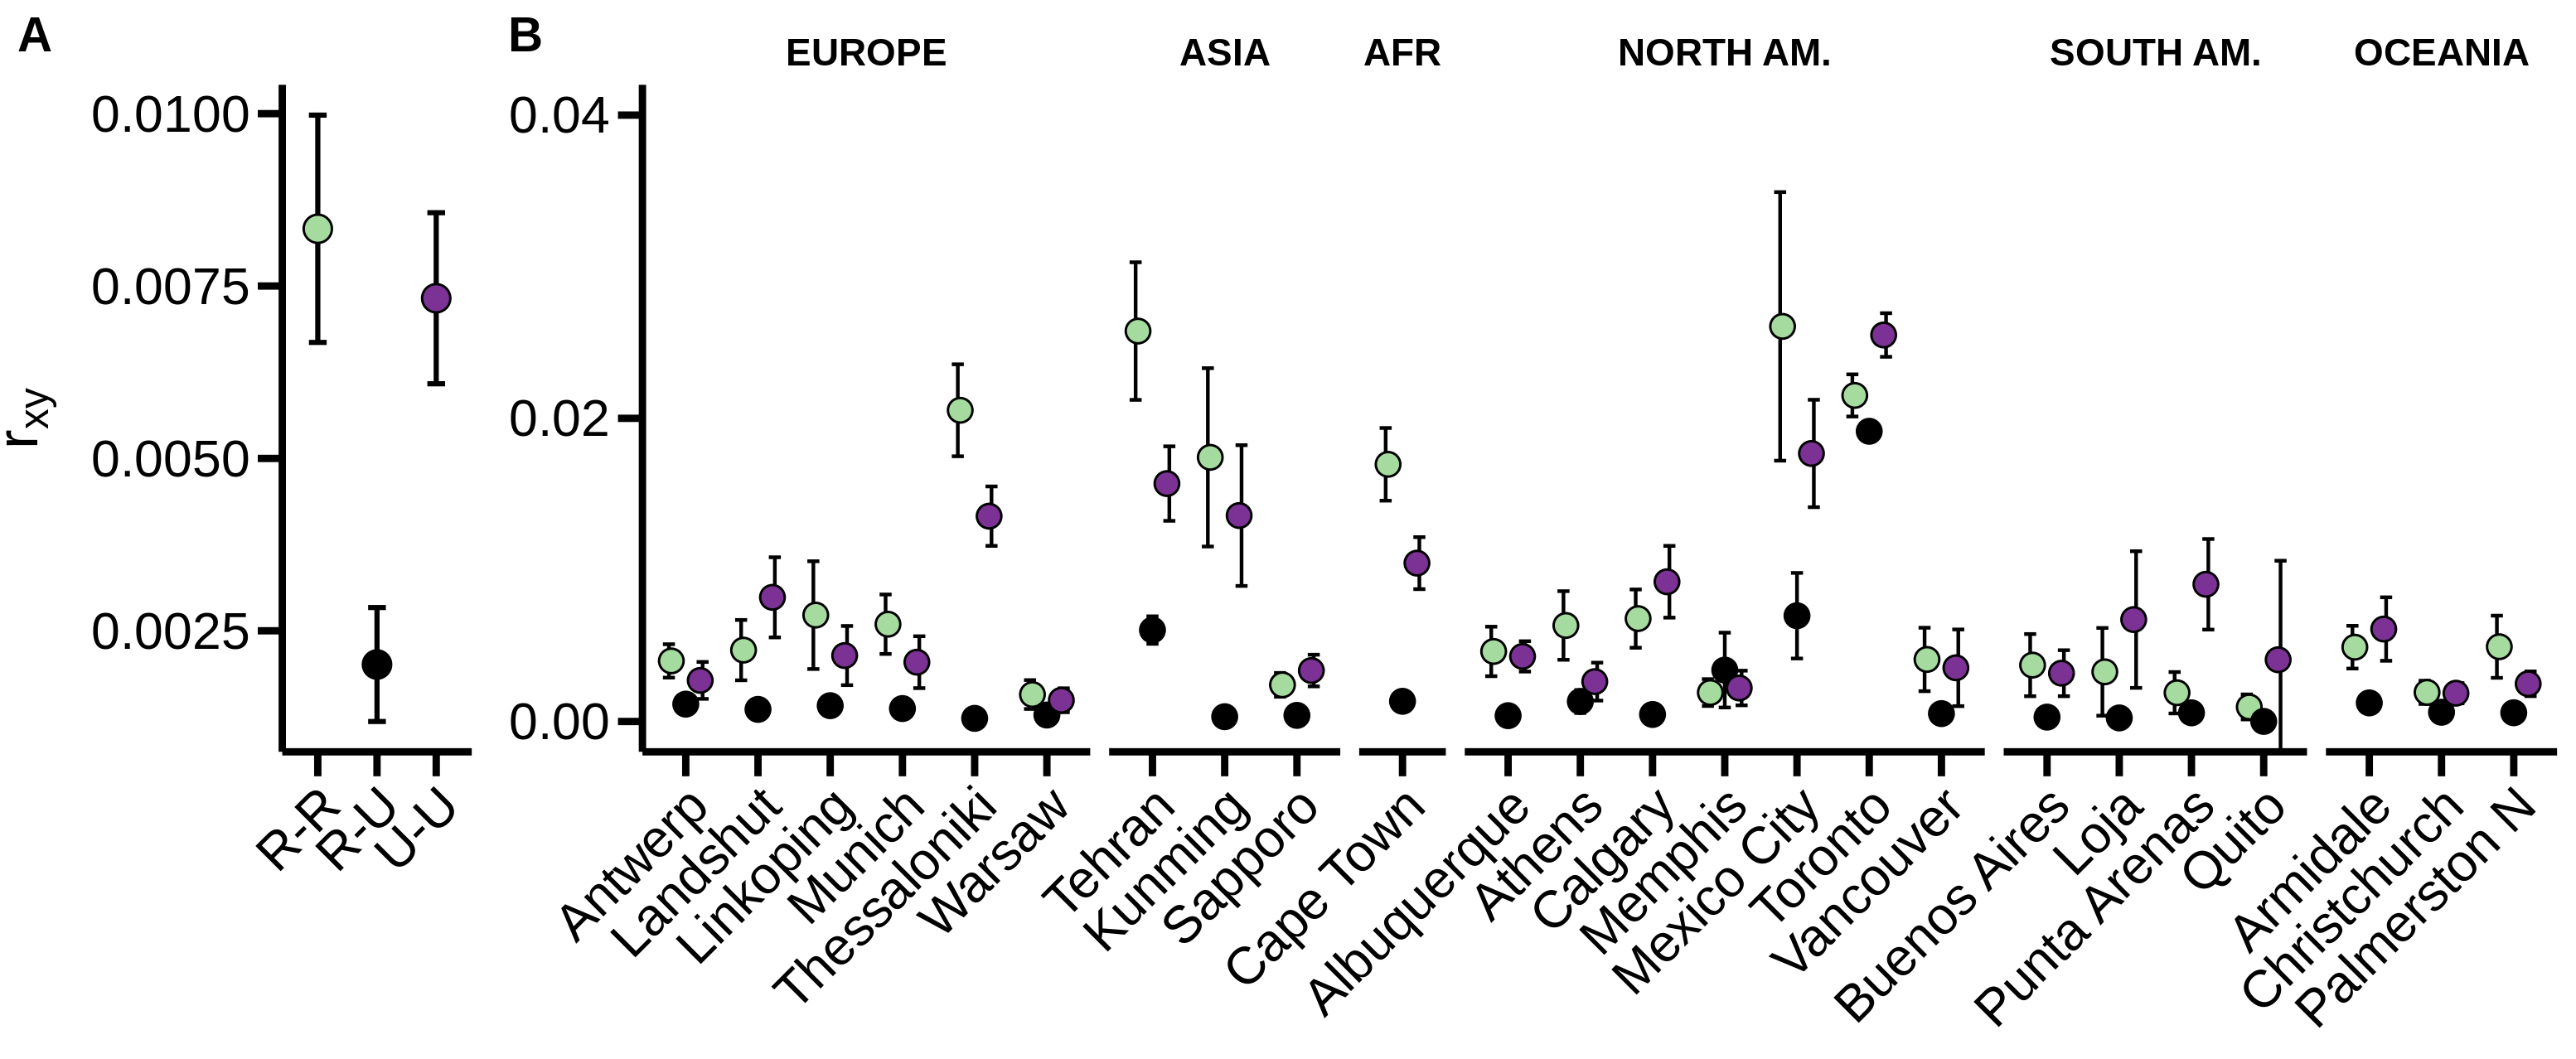 A
B
EUROPE
ASIA
AFR
NORTH AM.
SOUTH AM.
OCEANIA
rxy
0.0100
0.0075
0.0050
0.0025
R-R
R-U
U-U
0.04
0.02
0.00
Antwerp
Landshut
Linkoping
Munich
Thessaloniki
Warsaw
Tehran
Kunming
Sapporo
Cape Town
Albuquerque
Athens
Calgary
Memphis
Mexico City
Toronto
Vancouver
Buenos Aires
Loja
Punta Arenas
Quito
Armidale
Christchurch
Palmerston N